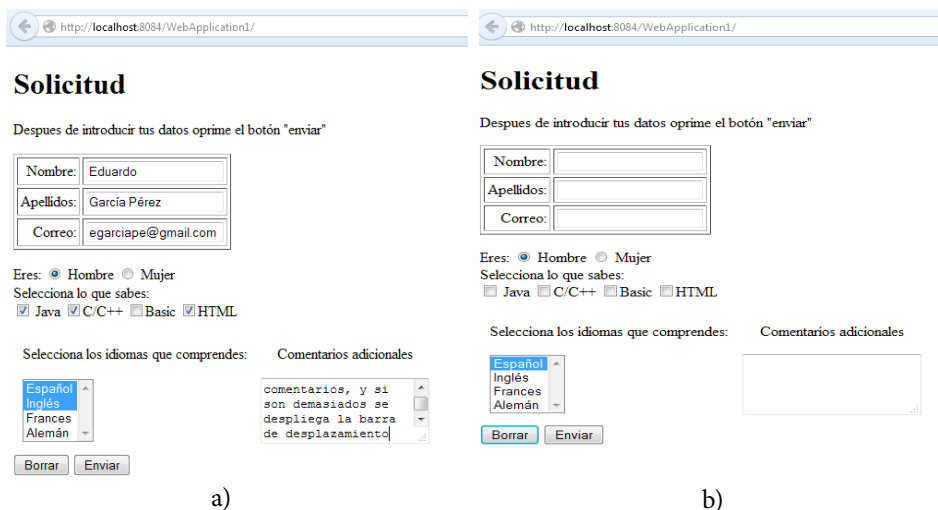 http://localhost:8084/WebApplication1/
Solicitud
Despues de introducir tus datos oprime el botón "enviar"
Nombre: Eduardo
Apellidos: García Pérez
Correo: egarciape@gmail.com
Eres: Hombre Mujer
Selecciona lo que sabes:
Java C/C++ Basic HTML
Selecciona los idiomas que comprendes: Comentarios adicionales
Español
Inglés
Frances
Alemán
comentarios, y si
son demasiados se
despliega la barra
de desplazamiento
Borrar Enviar
a)
http://localhost:8084/WebApplication1/
Solicitud
Despues de introducir tus datos oprime el botón "enviar"
Nombre:
Apellidos:
Correo:
Eres: Hombre Mujer
Selecciona lo que sabes:
Java C/C++ Basic HTML
Selecciona los idiomas que comprendes: Comentarios adicionales
Español
Inglés
Frances
Alemán
Borrar Enviar
b)